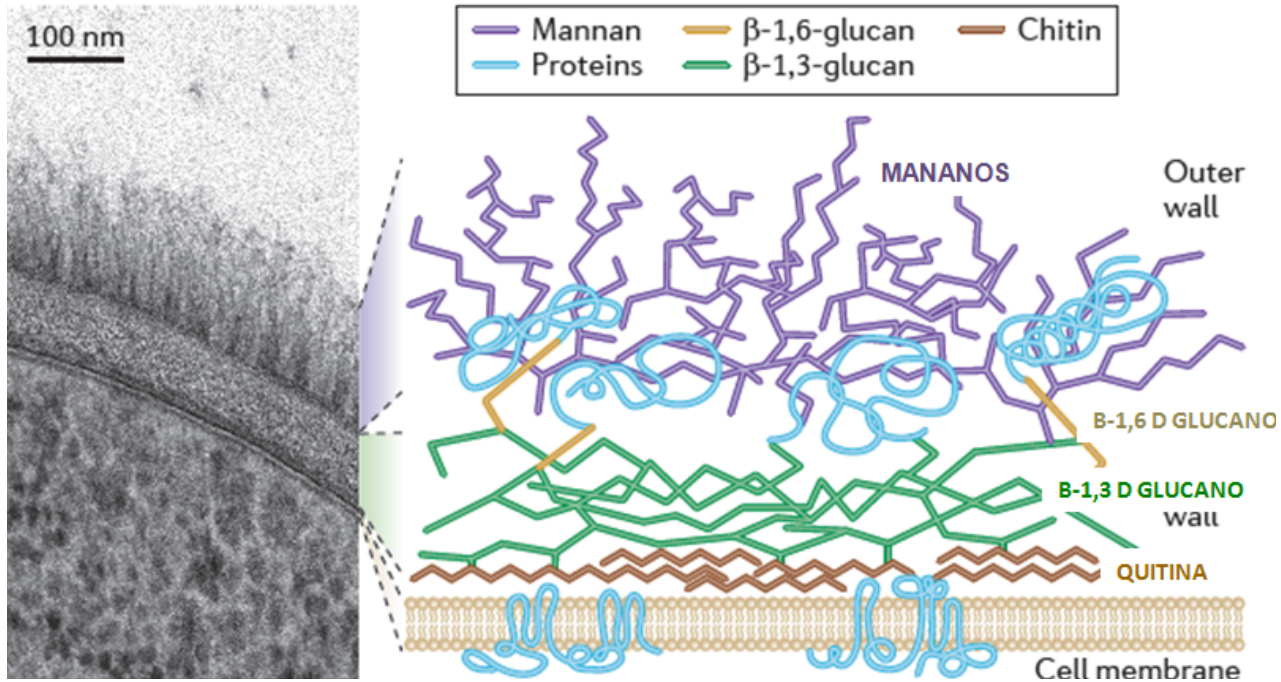 100 nm
Mannan
β-1,6-glucan
Chitin
Proteins
β-1,3-glucan
MANANOS
Outer
wall
B-1,6 D GLUCANO
B-1,3 D GLUCANO
wall
QUITINA
Cell membrane